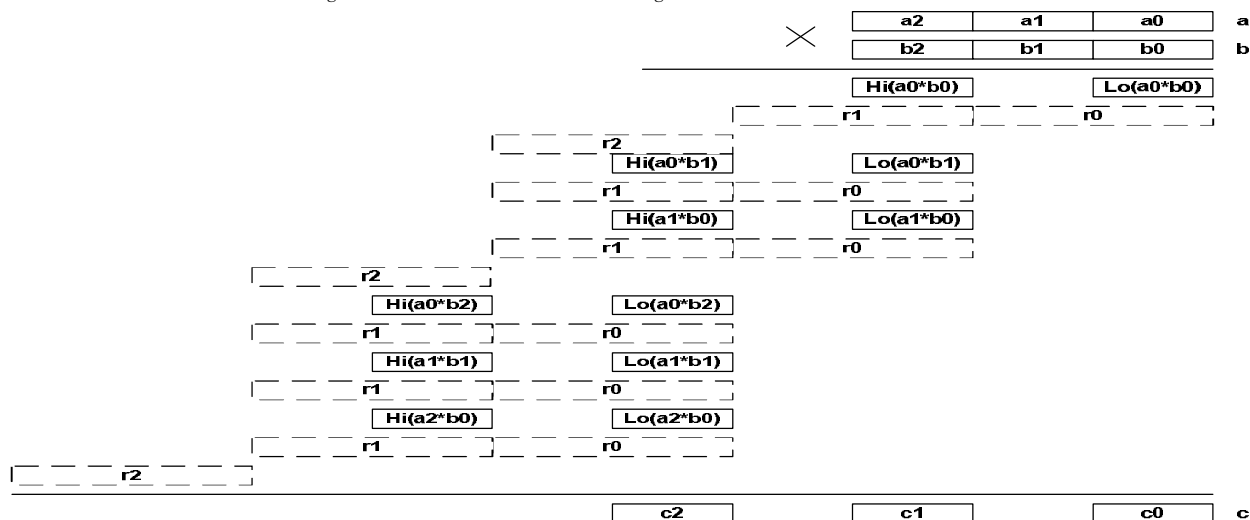 a2 a1 a0 a
b2 b1 b0 b
Hi(a0*b0) Lo(a0*b0)
r1 r0
r2
Hi(a0*b1) Lo(a0*b1)
r1 r0
Hi(a1*b0) Lo(a1*b0)
r1 r0
r2
Hi(a0*b2) Lo(a0*b2)
r1 r0
Hi(a1*b1) Lo(a1*b1)
r1 r0
Hi(a2*b0) Lo(a2*b0)
r1 r0
r2
c2 c1 c0 c